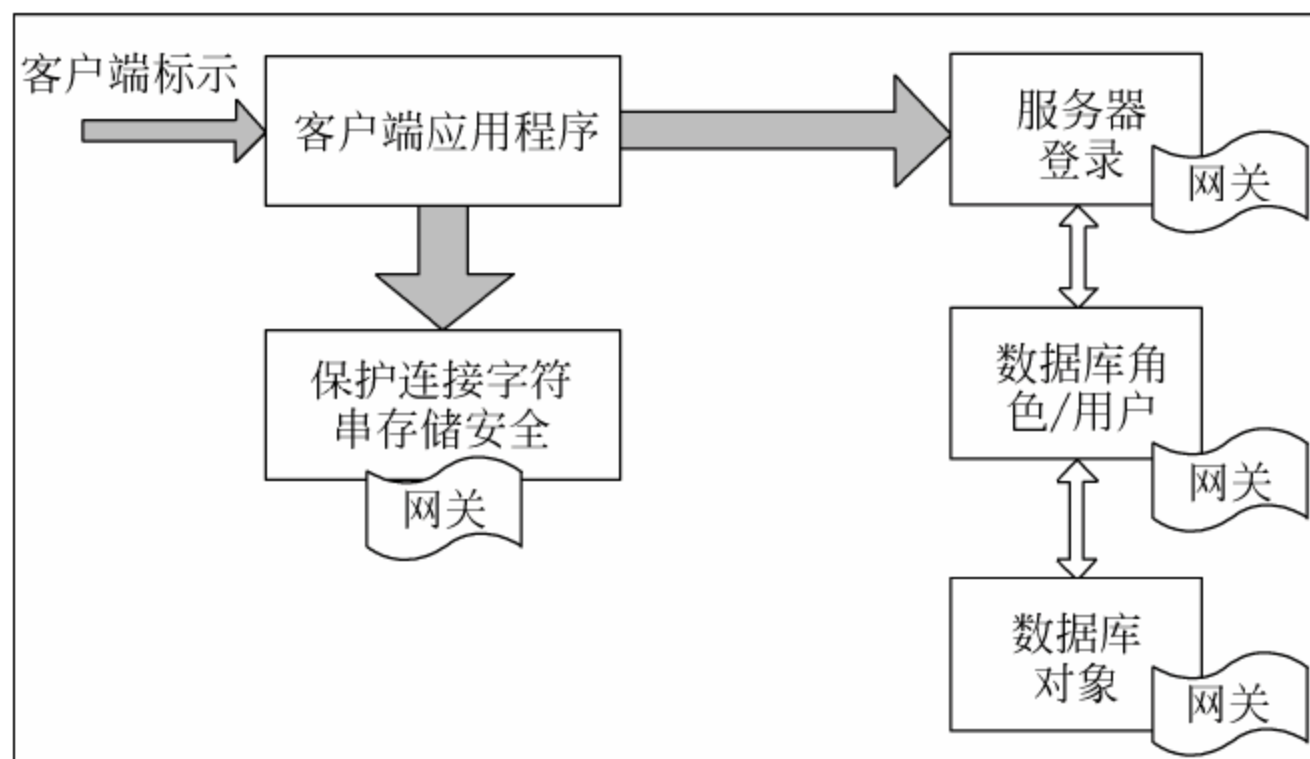 客户端标示
客户端应用程序
服务器
登录
网关
保护连接字符
串存储安全
网关
数据库角
色/用户
网关
数据库
对象
网关